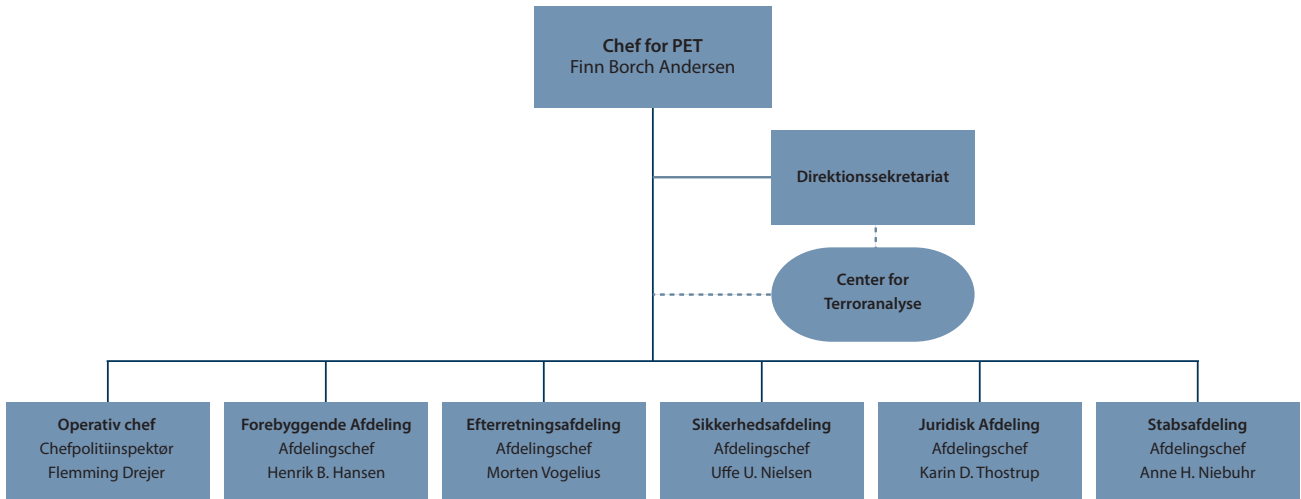 Chef for PET
Finn Borch Andersen
Direktionssekretariat
Center for
Terroranalyse
Operativ chef
Chefpolitiinspektør
Flemming Drejer
Forebyggende Afdeling
Afdelingschef
Henrik B. Hansen
Efterretningsafdeling
Afdelingschef
Morten Vogelius
Sikkerhedsafdeling
Afdelingschef
Uffe U. Nielsen
Juridisk Afdeling
Afdelingschef
Karin D. Thostrup
Stabsafdeling
Afdelingschef
Anne H. Niebuhr